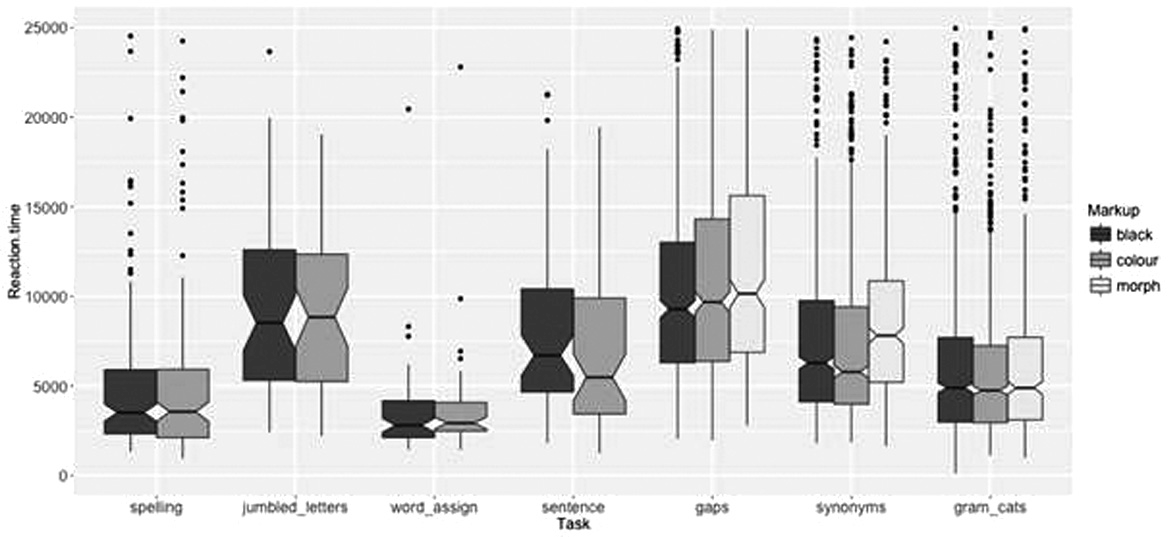 25000
20000
15000
10000
5000
0
Reaction.time
spelling jumbled_letters word_assign sentence gaps synonyms gram_cats
Task
Markup
black
colour
morph